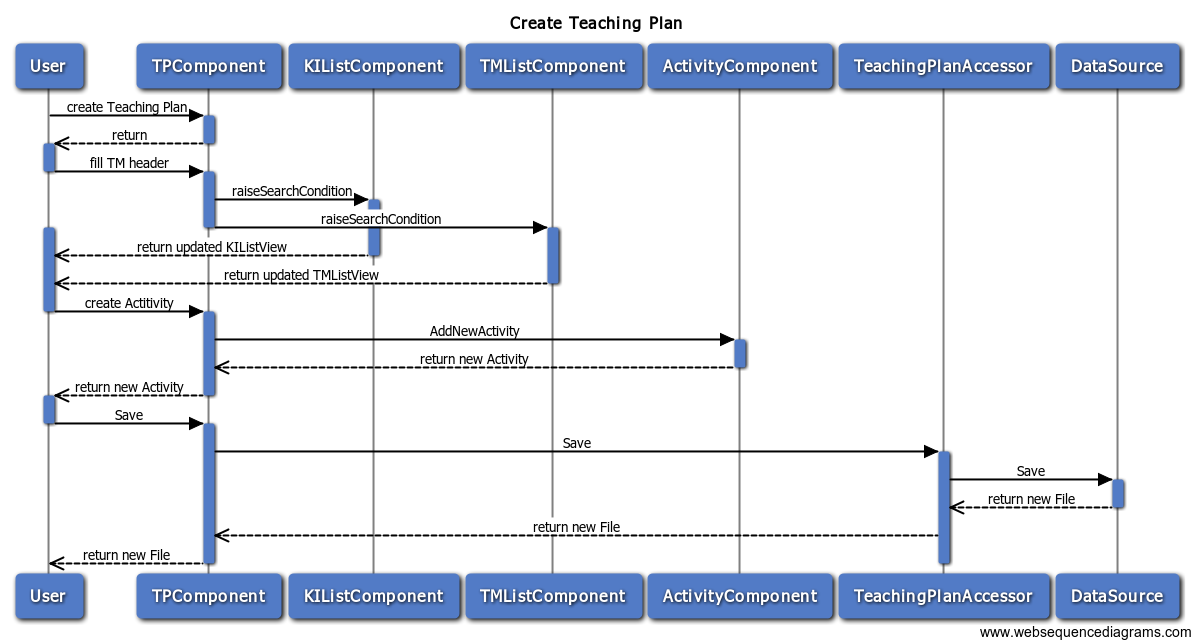 Create Teaching Plan
User TPComponent KIListComponent TMListComponent ActivityComponent TeachingPlanAccessor DataSource
create Teaching Plan
return
fill TM header
raiseSearchCondition
raiseSearchCondition
return updated KIListView
return updated TMListView
create Actitivity
AddNewActivity
return new Activity
return new Activity
Save
Save
Save
return new File
return new File
return new File
User TPComponent KIListComponent TMListComponent ActivityComponent TeachingPlanAccessor DataSource
www.websequencediagrams.com